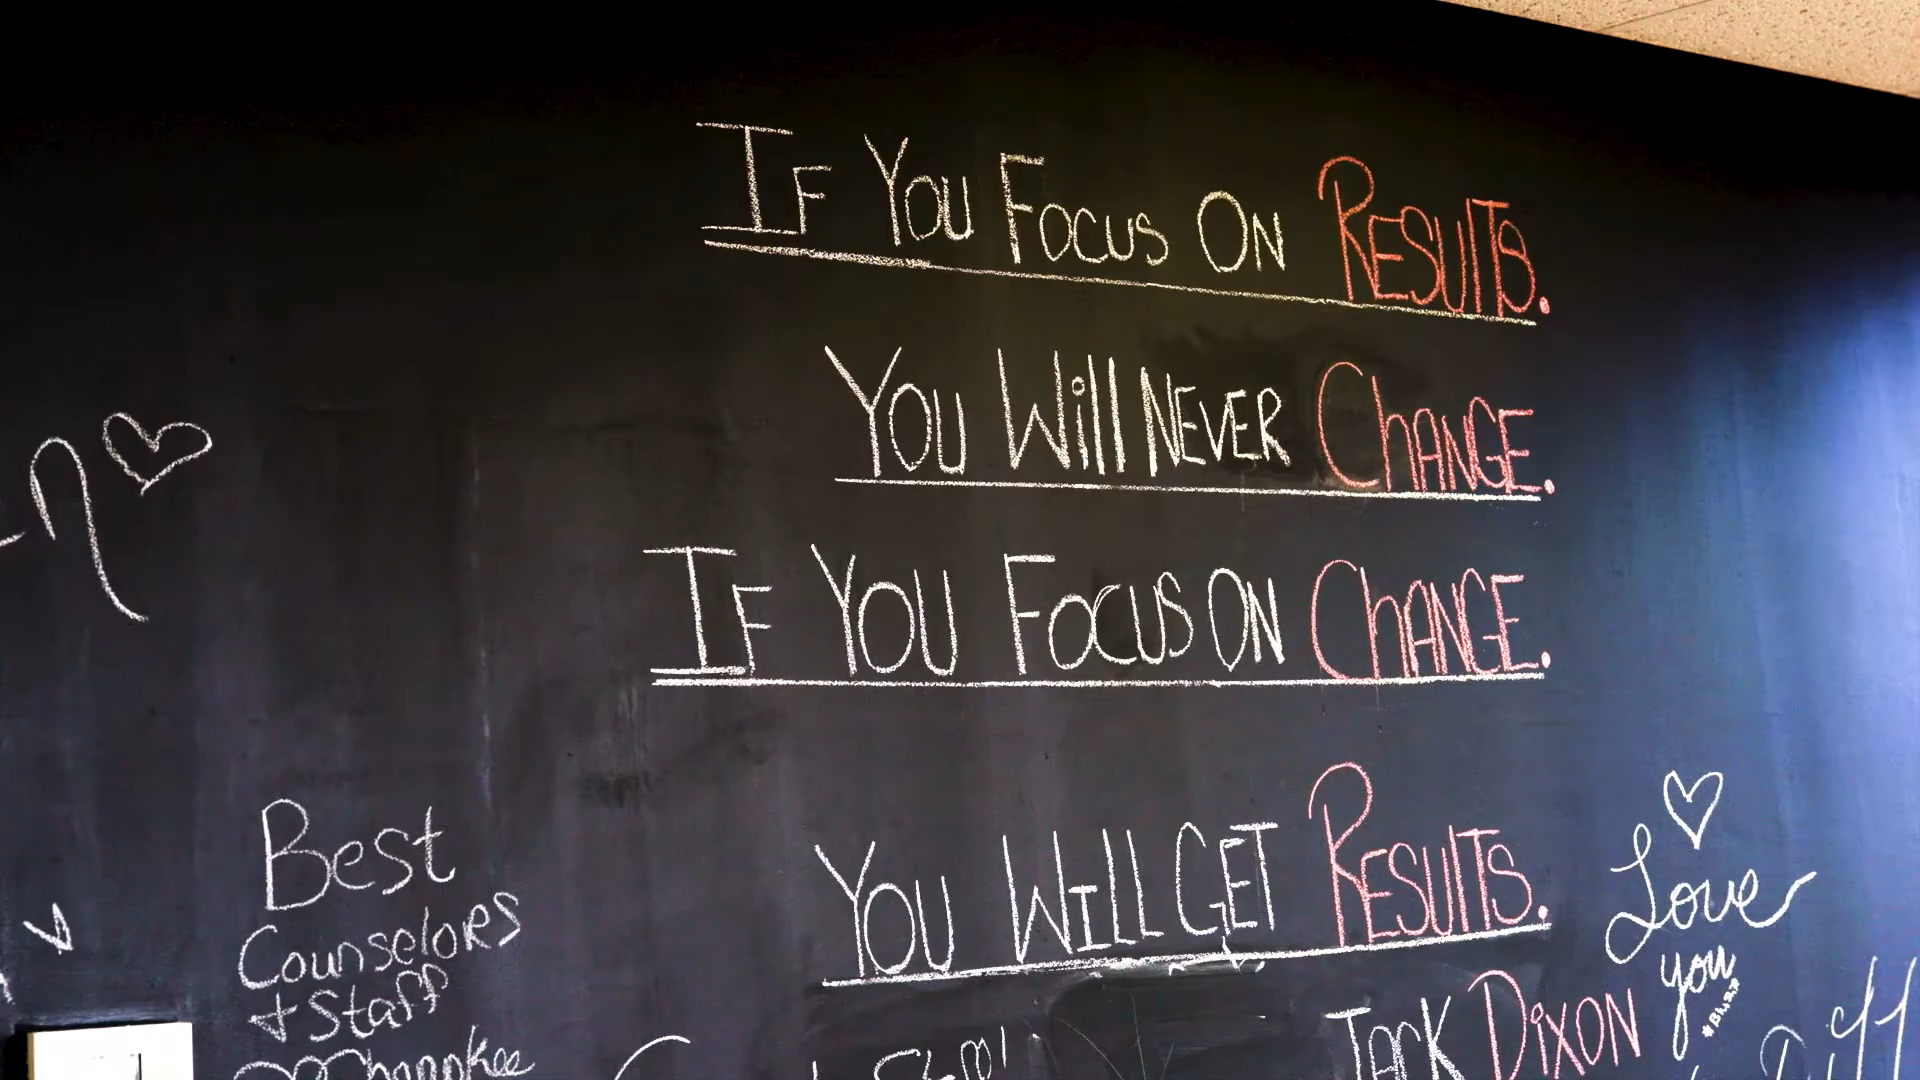 IF YOU FOCUS ON RESULTS.
YOU Will NEVER ChANGE.
IF YOU FOCUS ON ChANGE.
YOU WILL GET RESULTS.
JACK DIXON
Best
Counselors
+ Staff
Love
you